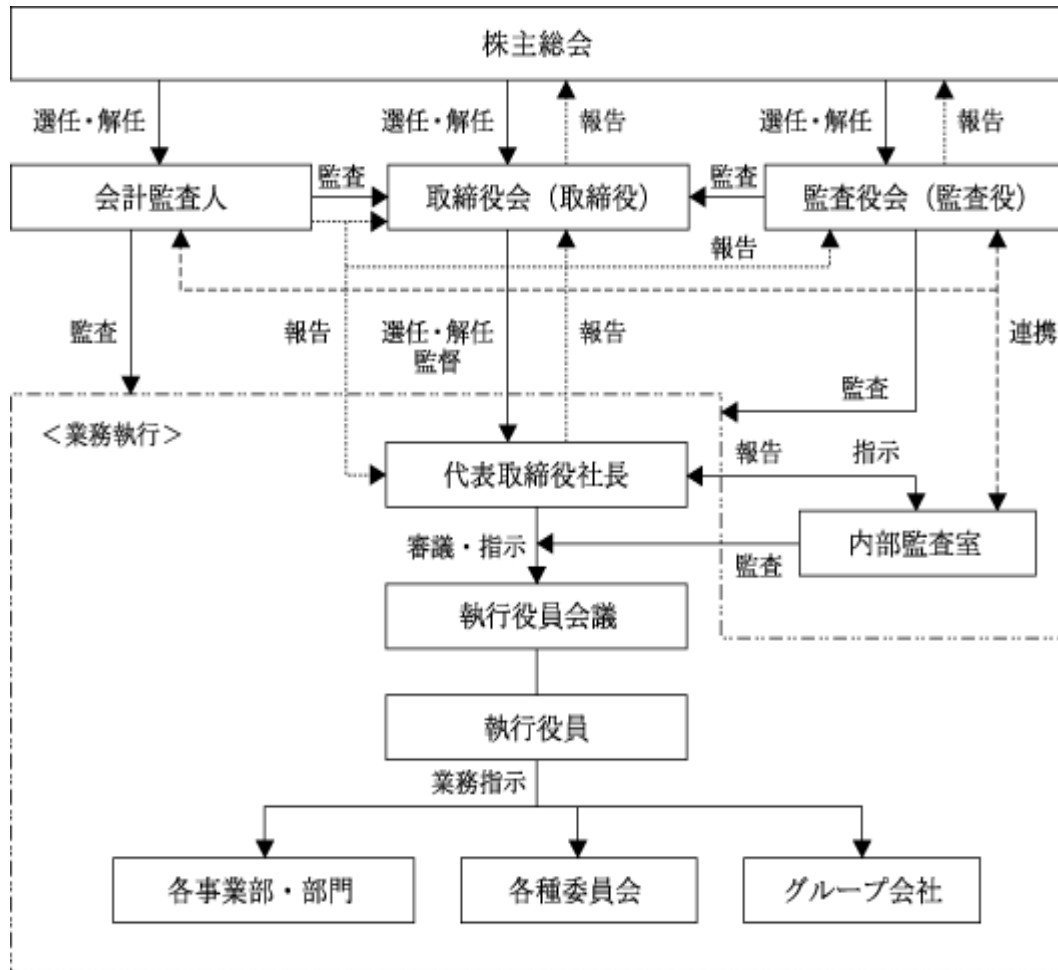 株主総会
選任・解任
選任・解任
報告
選任・解任
報告
会計監査人
監査
取締役会（取締役）
監査
監査役会（監査役）
報告
監査
報告
選任・解任
監督
報告
連携
監査
＜業務執行＞
代表取締役社長
報告
指示
審議・指示
監査
内部監査室
執行役員会議
執行役員
業務指示
各事業部・部門
各種委員会
グループ会社